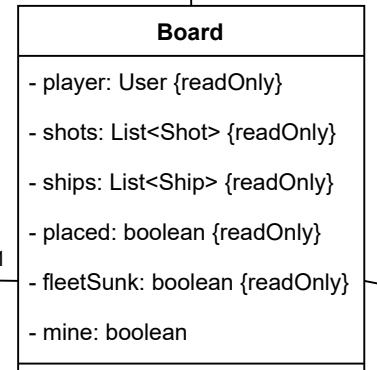 Board
- player: User {readOnly}
- shots: List<Shot> {readOnly}
- ships: List<Ship> {readOnly}
- placed: boolean {readOnly}
- fleetSunk: boolean {readOnly}
- mine: boolean